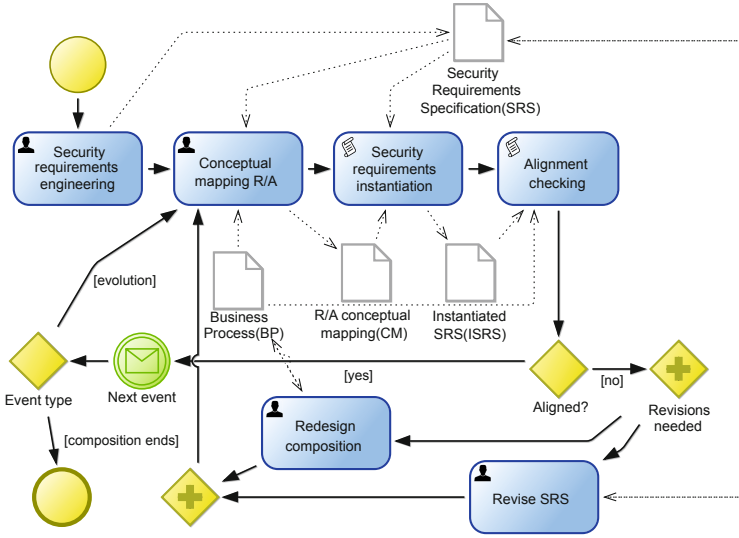 Security
Requirements
Specification(SRS)
Security
requirements
engineering
Conceptual
mapping R/A
Security
requirements
instantiation
Alignment
checking
[evolution]
Business
Process(BP)
R/A conceptual
mapping(CM)
Instantiated
SRS(ISRS)
Event type
Next event
[yes]
Aligned?
[no]
Revisions
needed
[composition ends]
Redesign
composition
Revise SRS